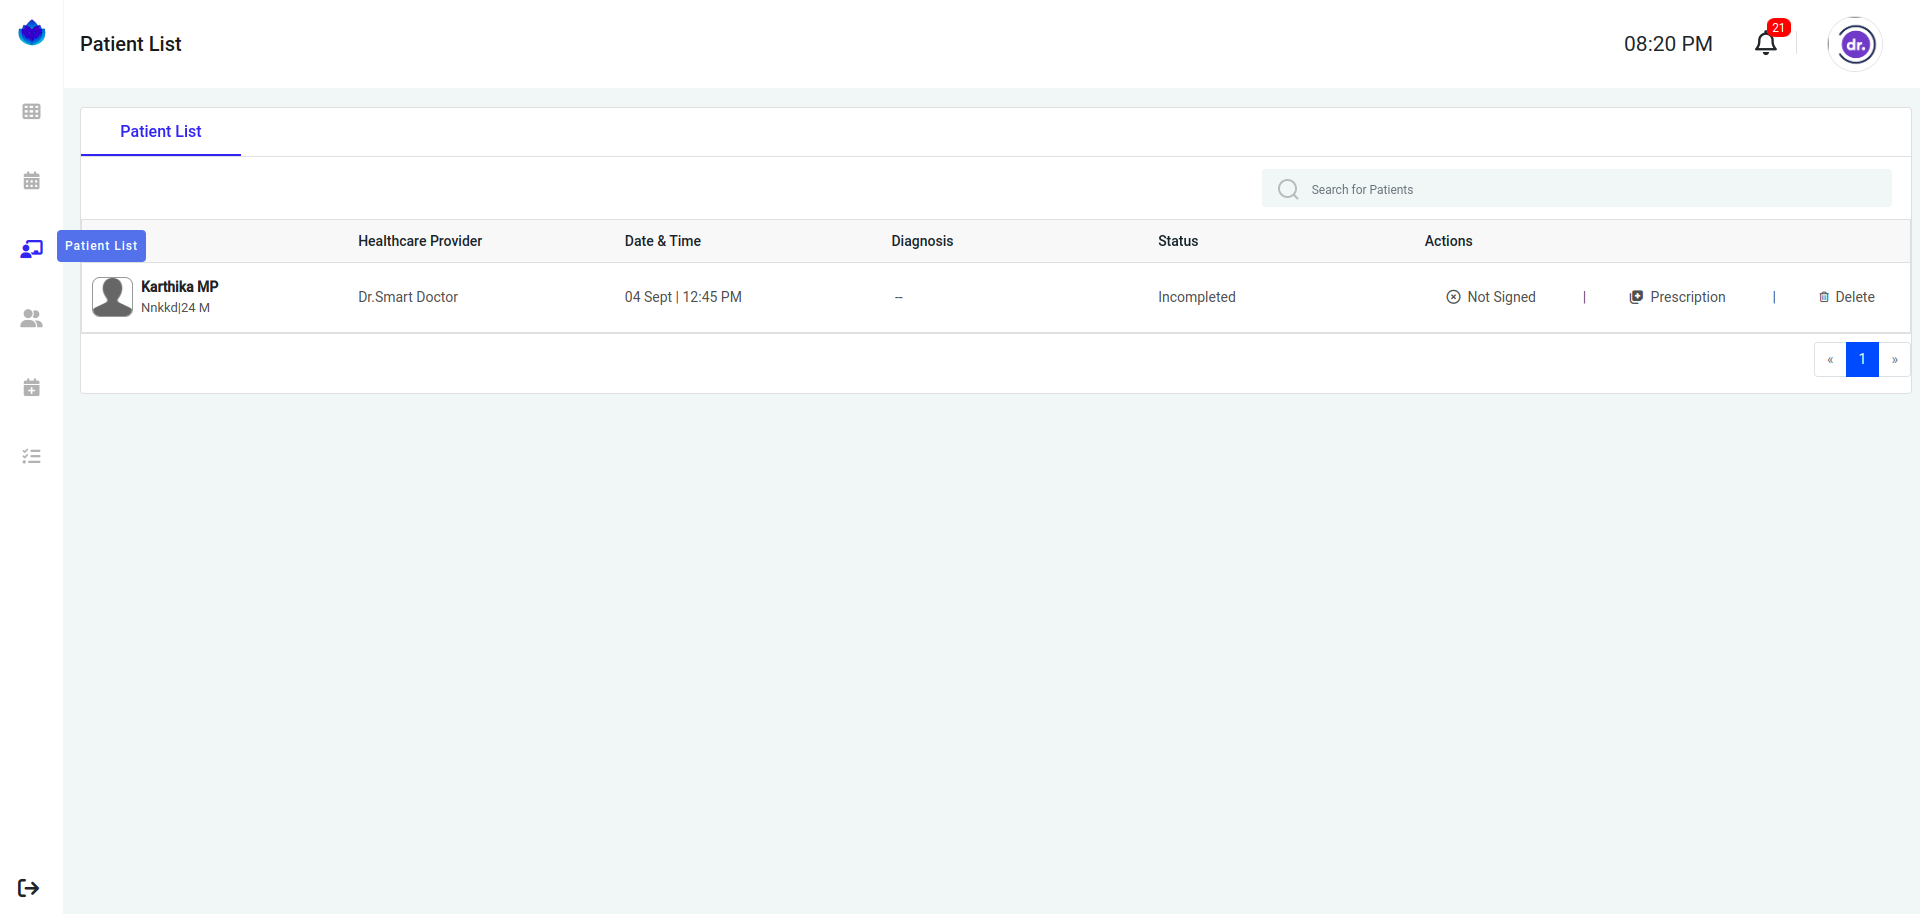 Patient List
08:20 PM
21
dr.
Patient List
Search for Patients
Patient List
Healthcare Provider
Date & Time
Diagnosis
Status
Actions
Karthika MP
Nnkkd|24 M
Dr.Smart Doctor
04 Sept | 12:45 PM
--
Incompleted
Not Signed | Prescription | Delete
« 1 »